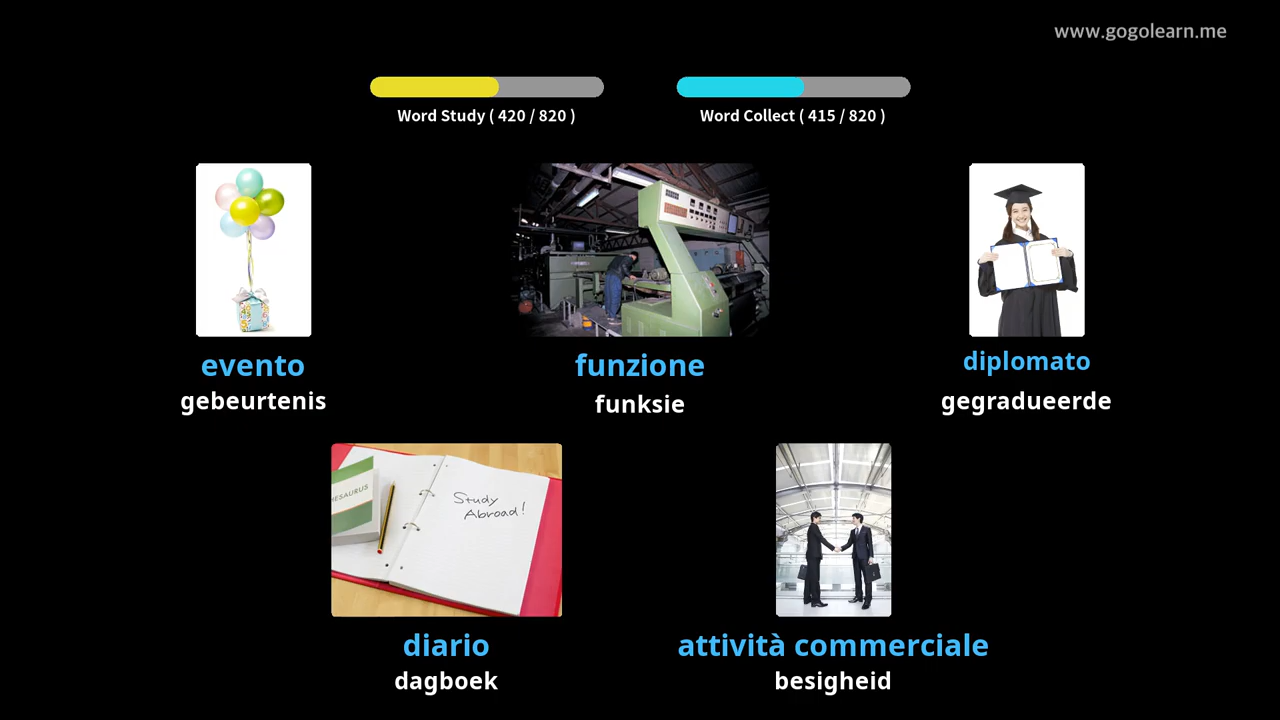 www.gogolearn.me
Word Study ( 420 / 820 )
Word Collect ( 415 / 820 )
evento
gebeurtenis
funzione
funksie
diplomato
gegradueerde
HESAURUS
Study
Abroad!
diario
dagboek
attività commerciale
besigheid